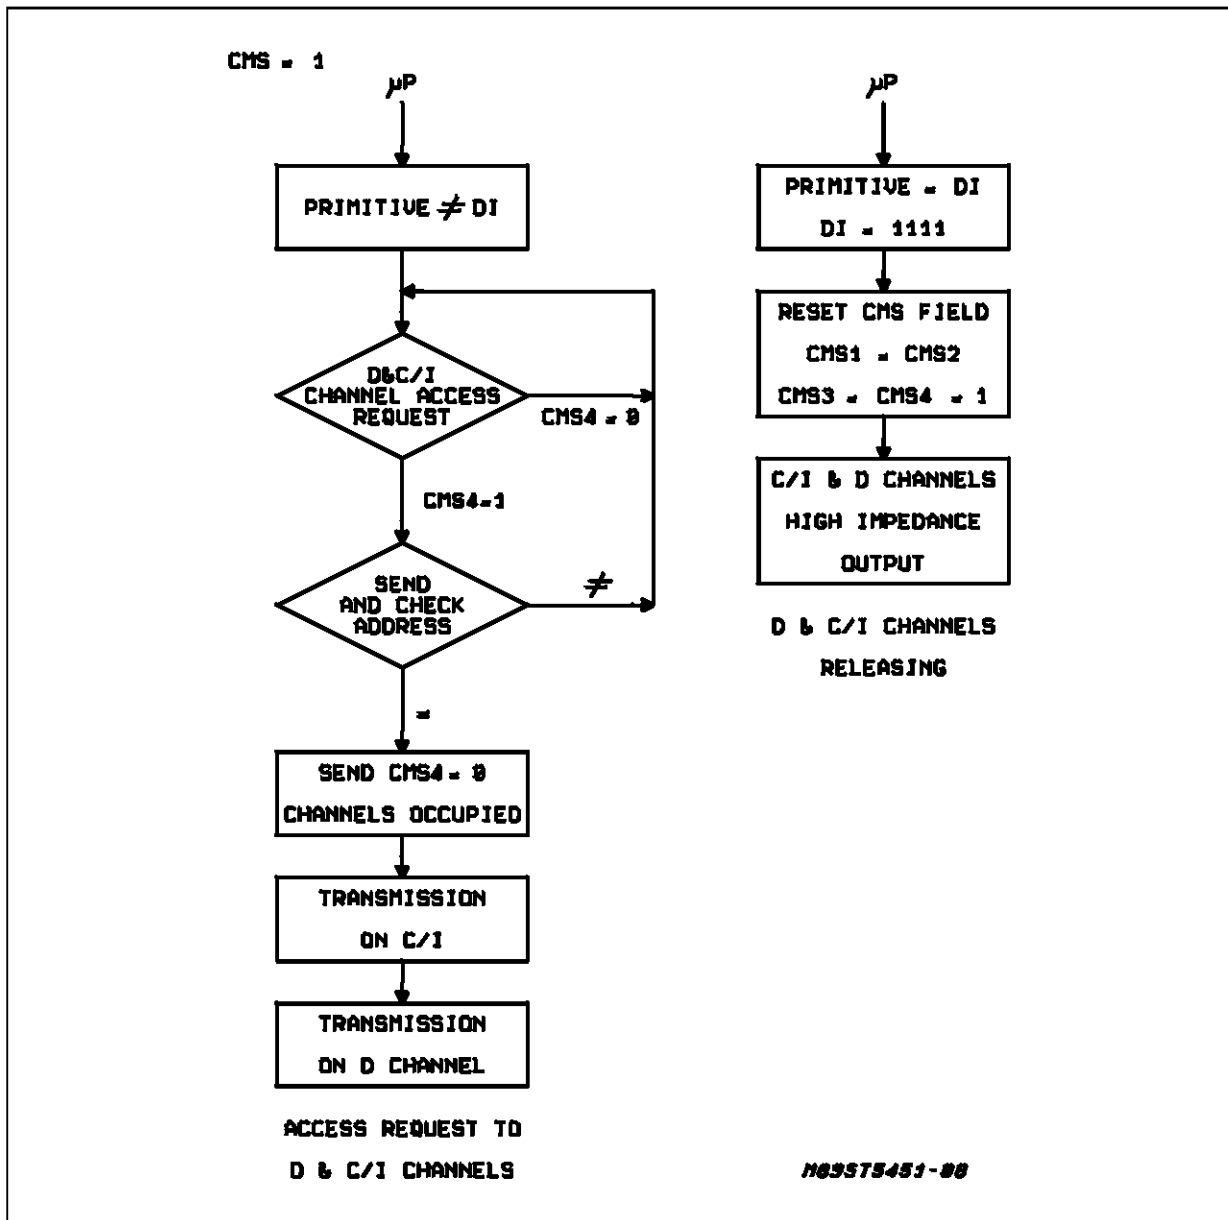 CMS = 1
μP
PRIMITIVE ≠ DI
D&C/I
CHANNEL ACCESS
REQUEST
CMS4 = 0
CMS4=1
SEND
AND CHECK
ADDRESS
≠
=
SEND CMS4 = 0
CHANNELS OCCUPIED
TRANSMISSION
ON C/I
TRANSMISSION
ON D CHANNEL
ACCESS REQUEST TO
D & C/I CHANNELS
μP
PRIMITIVE = DI
DI = 1111
RESET CMS FIELD
CMS1 = CMS2
CMS3 = CMS4 = 1
C/I & D CHANNELS
HIGH IMPEDANCE
OUTPUT
D & C/I CHANNELS
RELEASING
M89ST5451-08